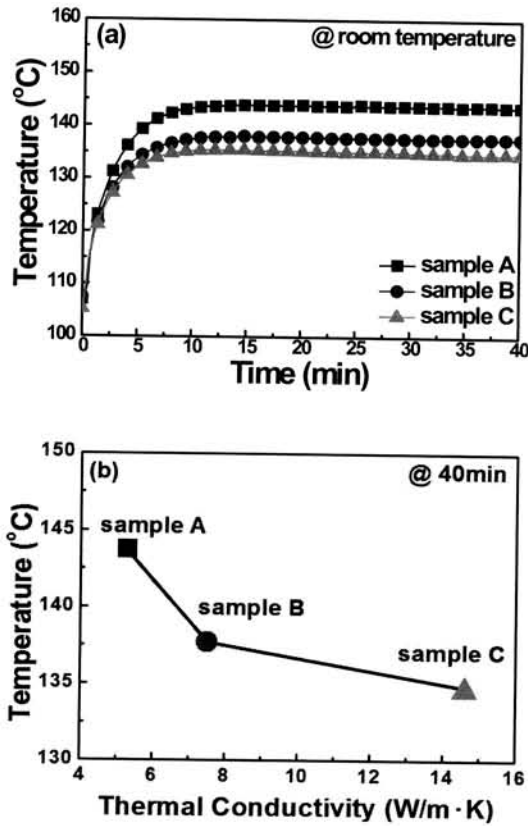 160
(a)
@ room temperature
150
140
130
120
110
100
Temperature (°C)
sample A
sample B
sample C
0 5 10 15 20 25 30 35 40
Time (min)
150
(b)
@ 40min
145
140
135
130
Temperature (°C)
sample A
sample B
sample C
4 6 8 10 12 14 16
Thermal Conductivity (W/m·K)